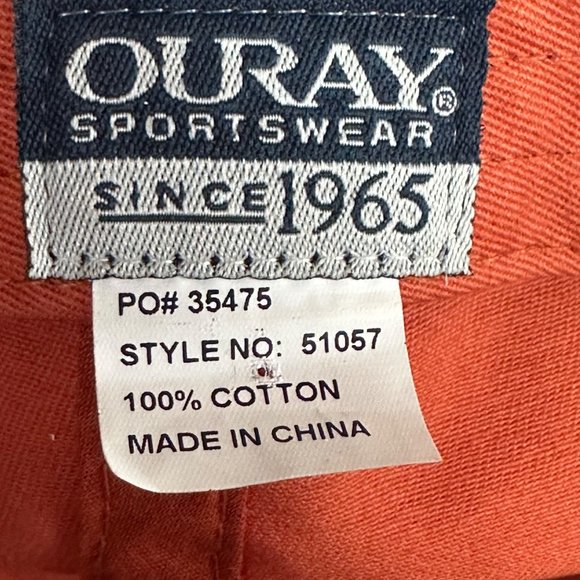 OURAY®
SPORTSWEAR
SINCE 1965
PO# 35475
STYLE NO: 51057
100% COTTON
MADE IN CHINA